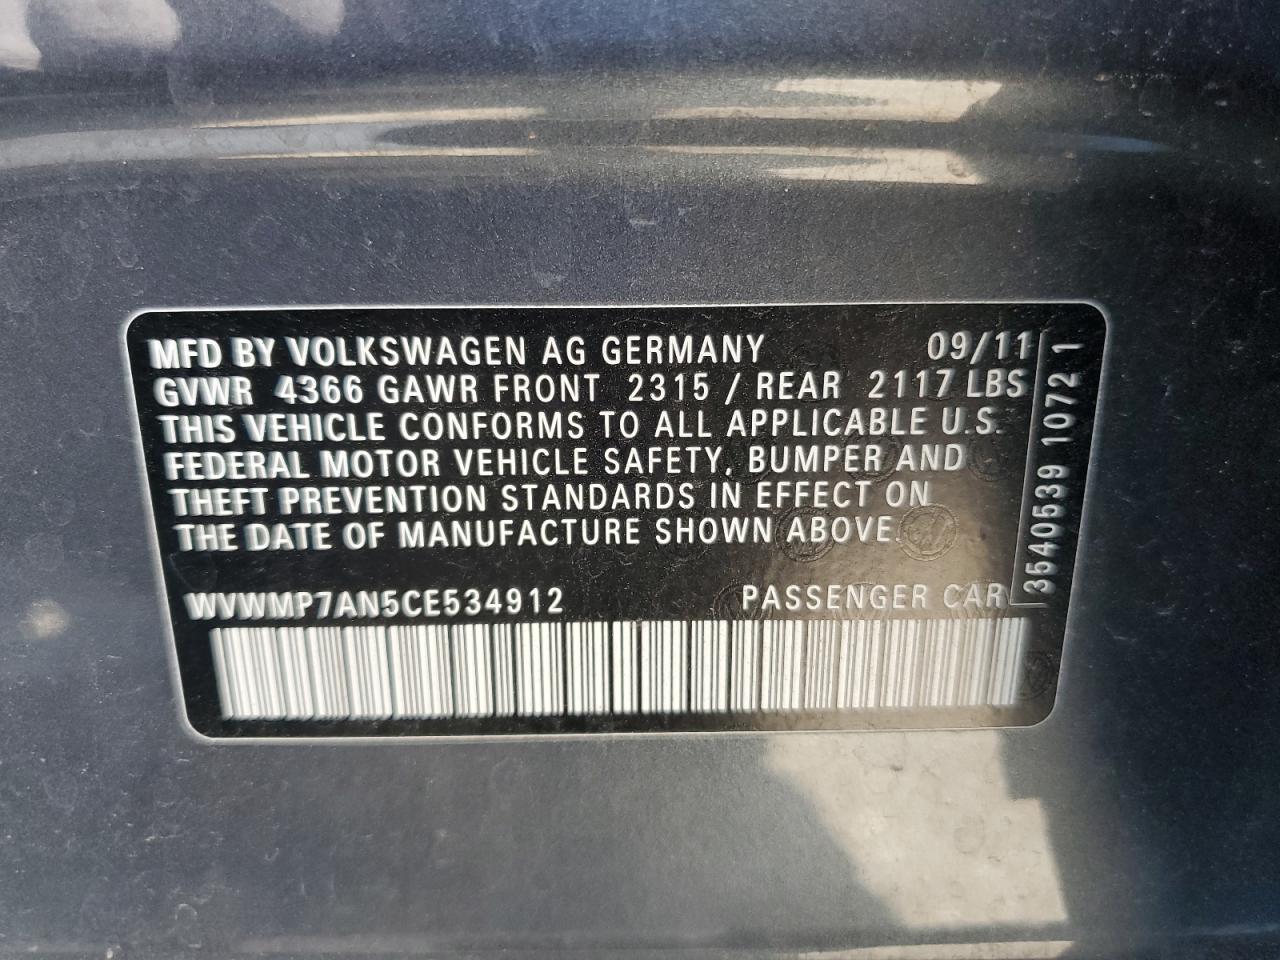 MFD BY VOLKSWAGEN AG GERMANY 09/11
GVWR 4366 GAWR FRONT 2315 / REAR 2117 LBS
THIS VEHICLE CONFORMS TO ALL APPLICABLE U.S.
FEDERAL MOTOR VEHICLE SAFETY, BUMPER AND
THEFT PREVENTION STANDARDS IN EFFECT ON
THE DATE OF MANUFACTURE SHOWN ABOVE.
WVWMP7AN5CE534912 PASSENGER CAR
3540539 1072 1